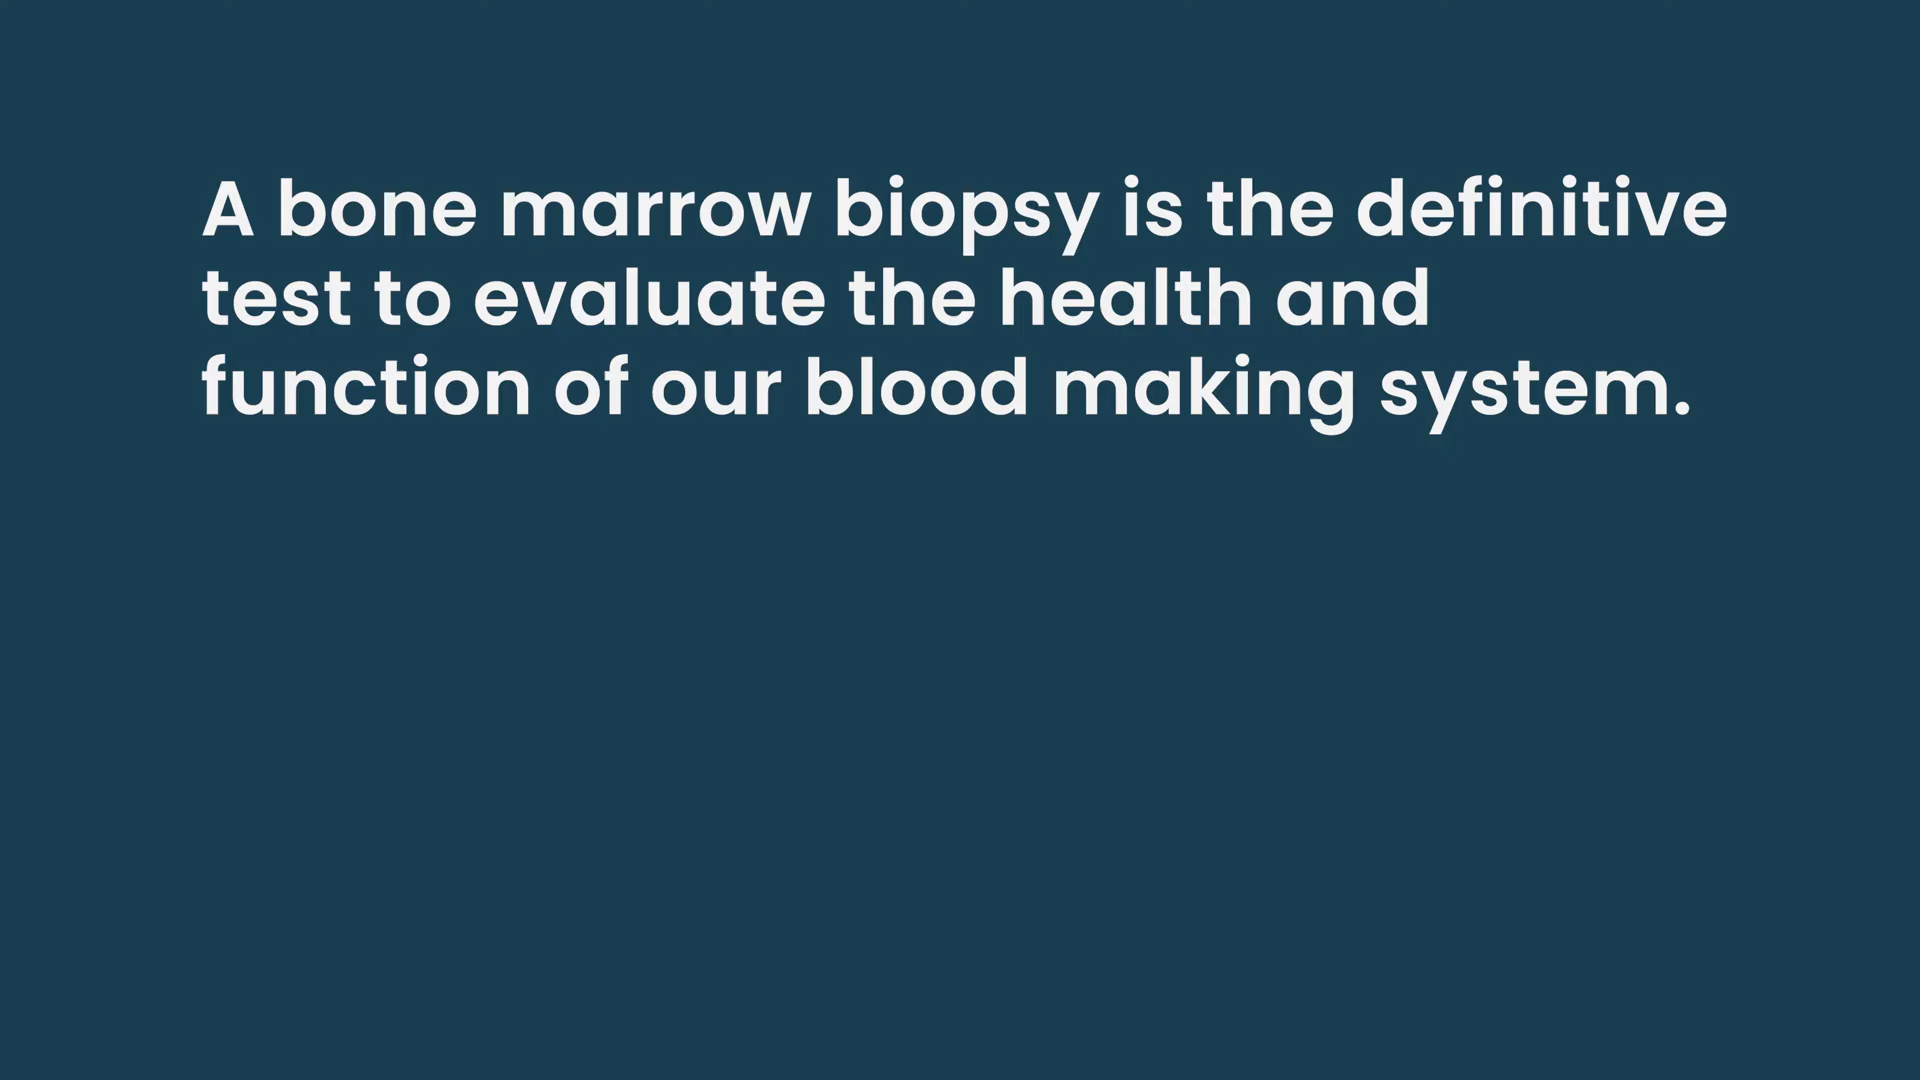 A bone marrow biopsy is the definitive
test to evaluate the health and
function of our blood making system.